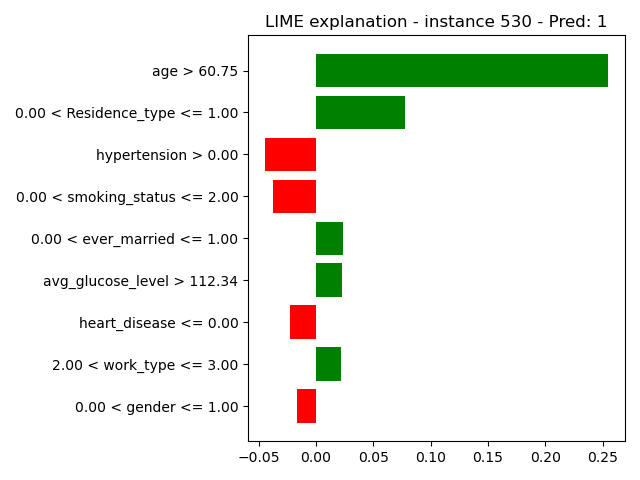 LIME explanation - instance 530 - Pred: 1
age > 60.75
0.00 < Residence_type <= 1.00
hypertension > 0.00
0.00 < smoking_status <= 2.00
0.00 < ever_married <= 1.00
avg_glucose_level > 112.34
heart_disease <= 0.00
2.00 < work_type <= 3.00
0.00 < gender <= 1.00
−0.05 0.00 0.05 0.10 0.15 0.20 0.25